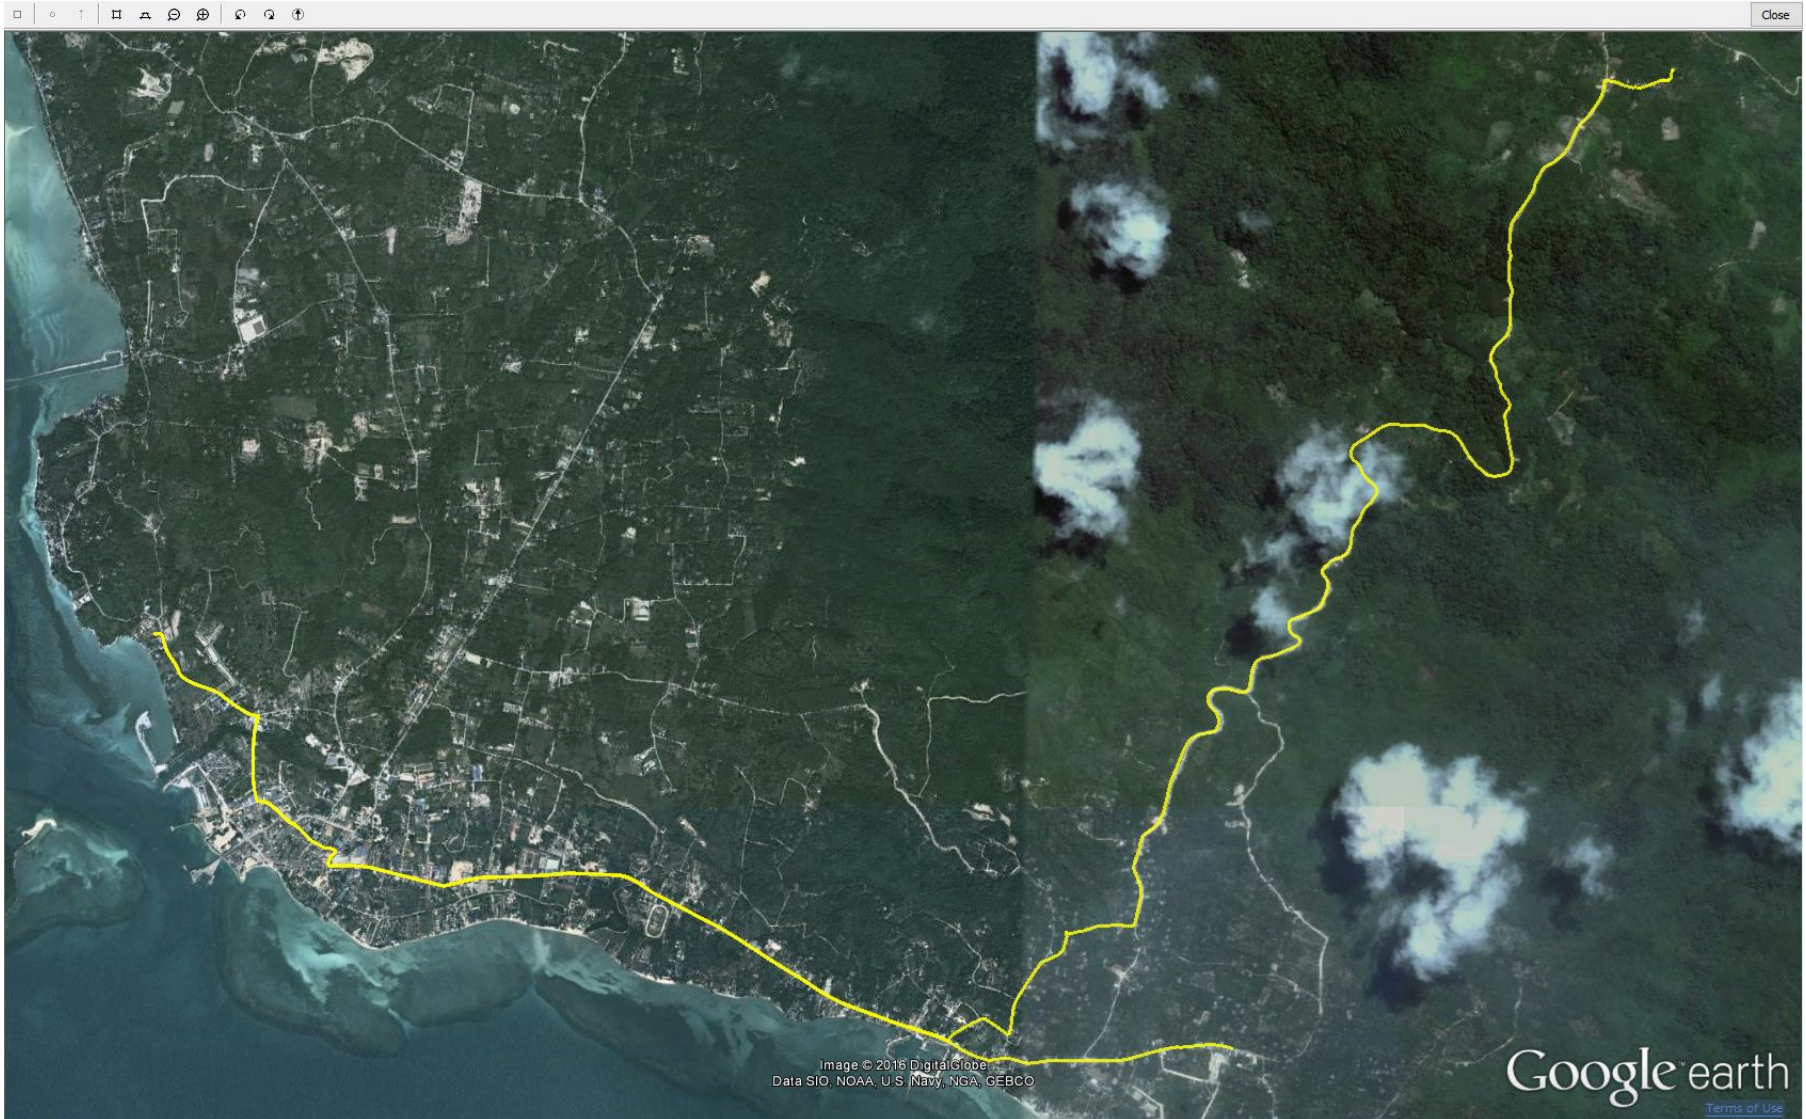 Close
Image © 2016 DigitalGlobe
Data SIO, NOAA, U.S. Navy, NGA, GEBCO
Google earth
Terms of Use